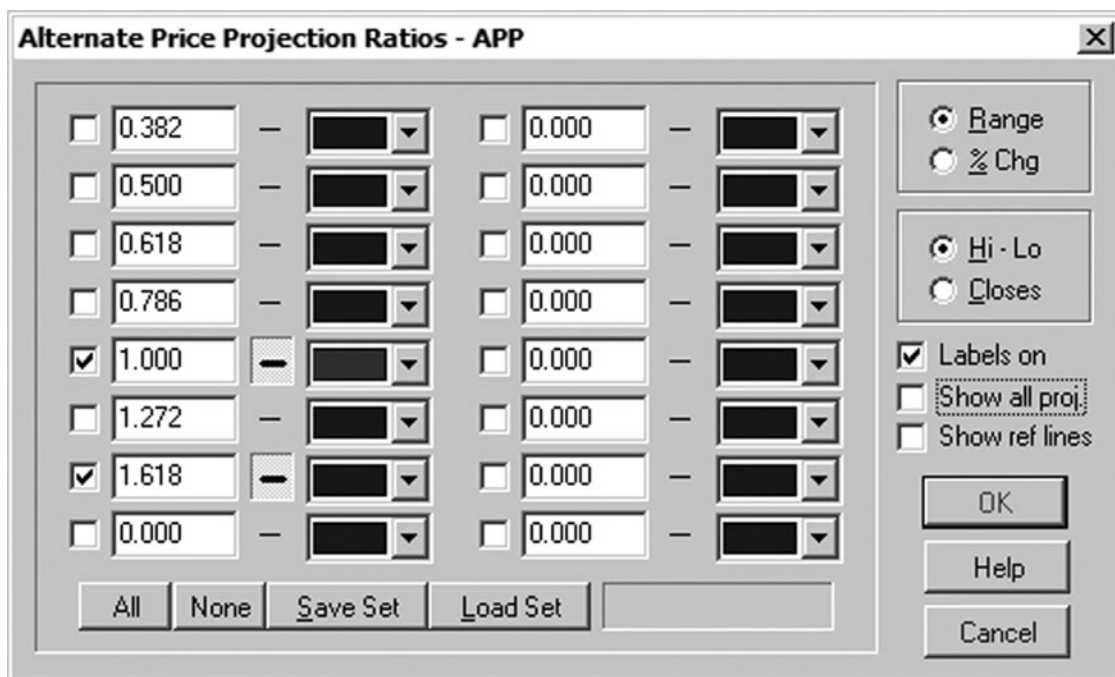 Alternate Price Projection Ratios - APP
0.382 0.000
0.500 0.000
0.618 0.000
0.786 0.000
1.000 0.000
1.272 0.000
1.618 0.000
0.000 0.000
All None Save Set Load Set
Range
% Chg
Hi - Lo
Closes
Labels on
Show all proj.
Show ref lines
OK
Help
Cancel